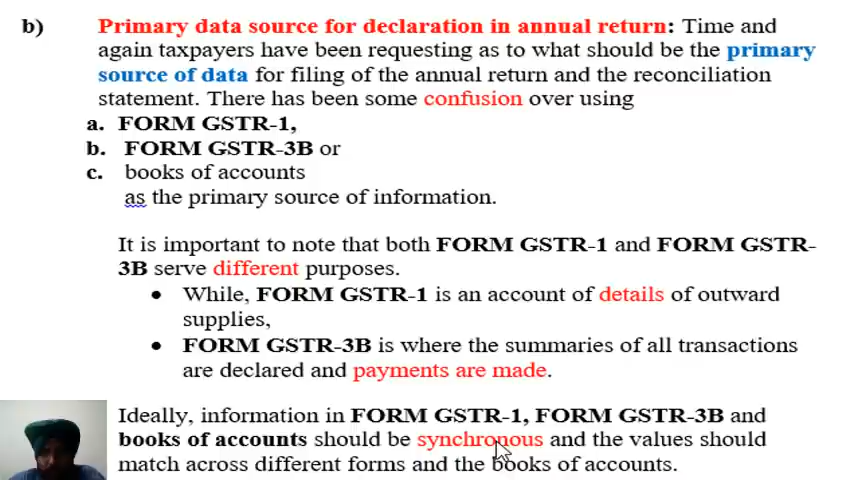 b) Primary data source for declaration in annual return: Time and
again taxpayers have been requesting as to what should be the primary
source of data for filing of the annual return and the reconciliation
statement. There has been some confusion over using
a. FORM GSTR-1,
b. FORM GSTR-3B or
c. books of accounts
as the primary source of information.
It is important to note that both FORM GSTR-1 and FORM GSTR-
3B serve different purposes.
• While, FORM GSTR-1 is an account of details of outward
supplies,
• FORM GSTR-3B is where the summaries of all transactions
are declared and payments are made.
Ideally, information in FORM GSTR-1, FORM GSTR-3B and
books of accounts should be synchronous and the values should
match across different forms and the books of accounts.